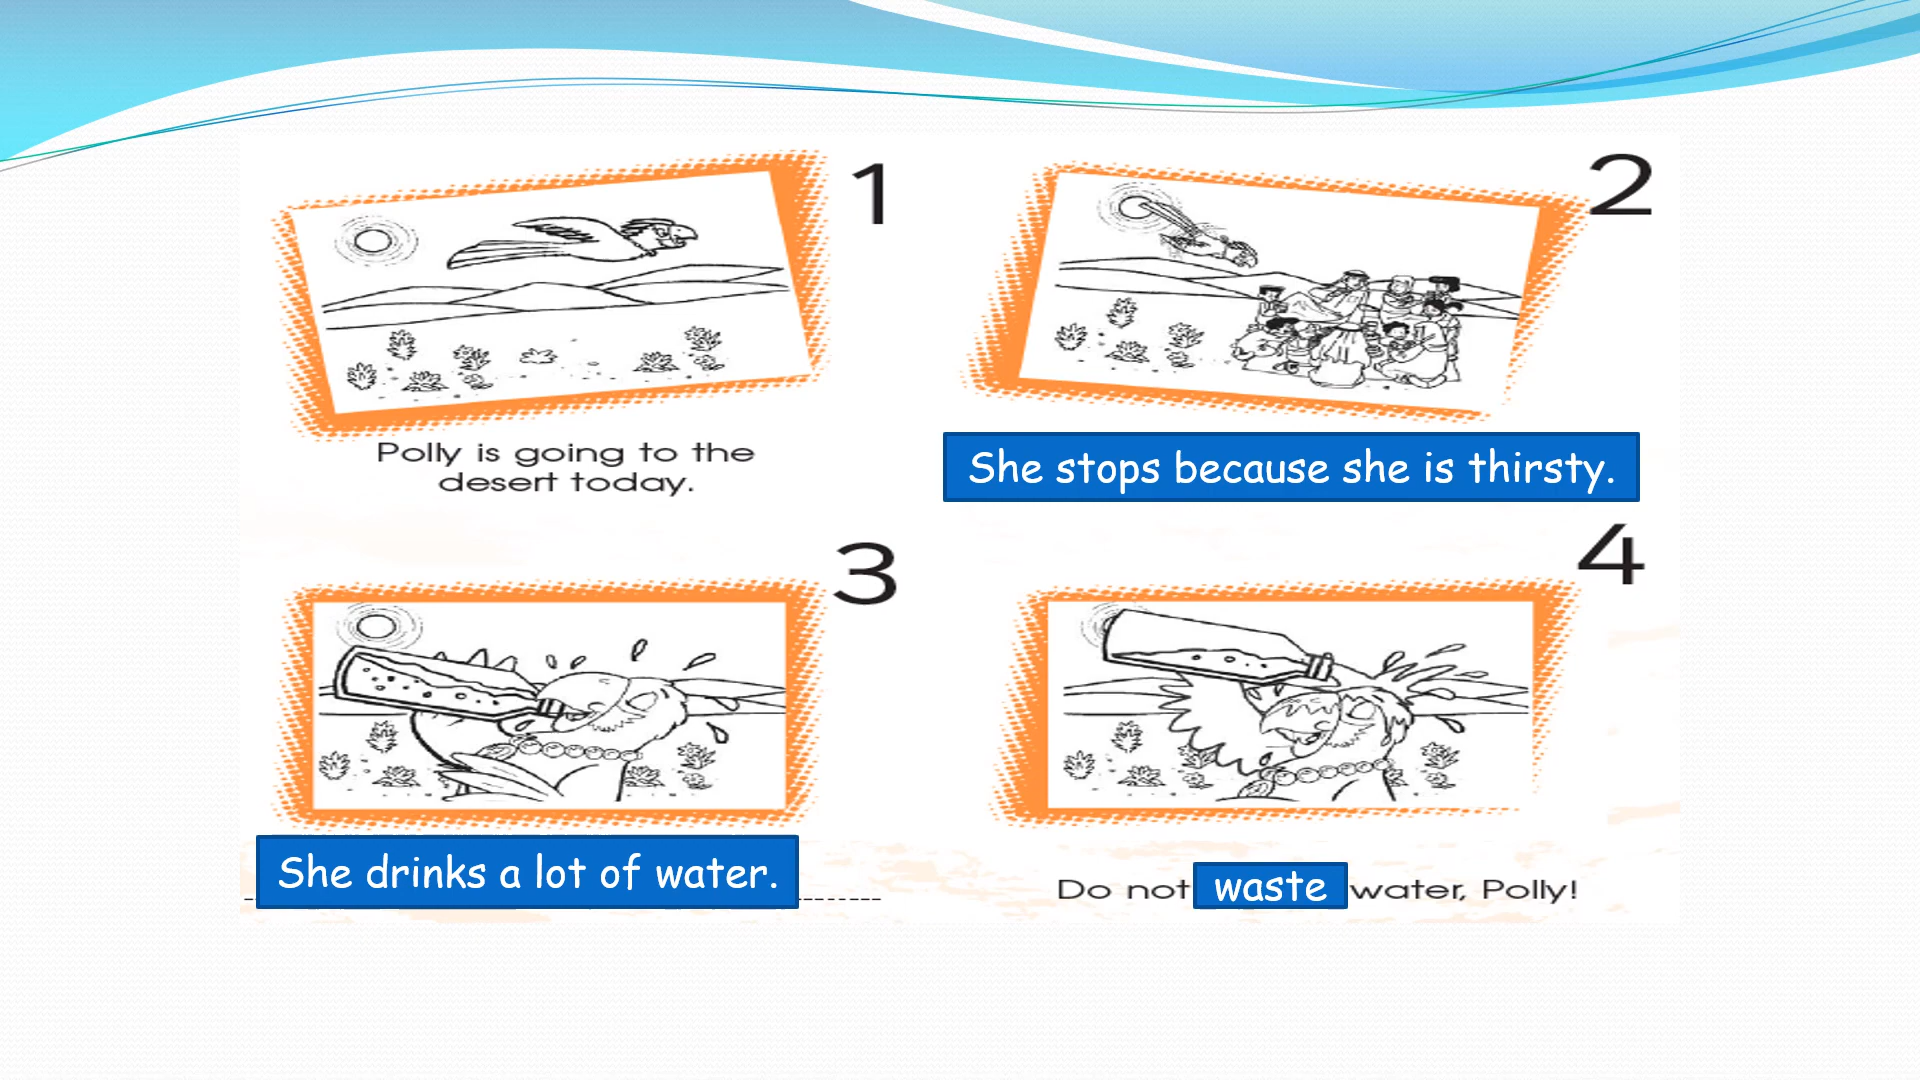 1
Polly is going to the
desert today.
2
She stops because she is thirsty.
3
She drinks a lot of water.
4
Do not waste water, Polly!